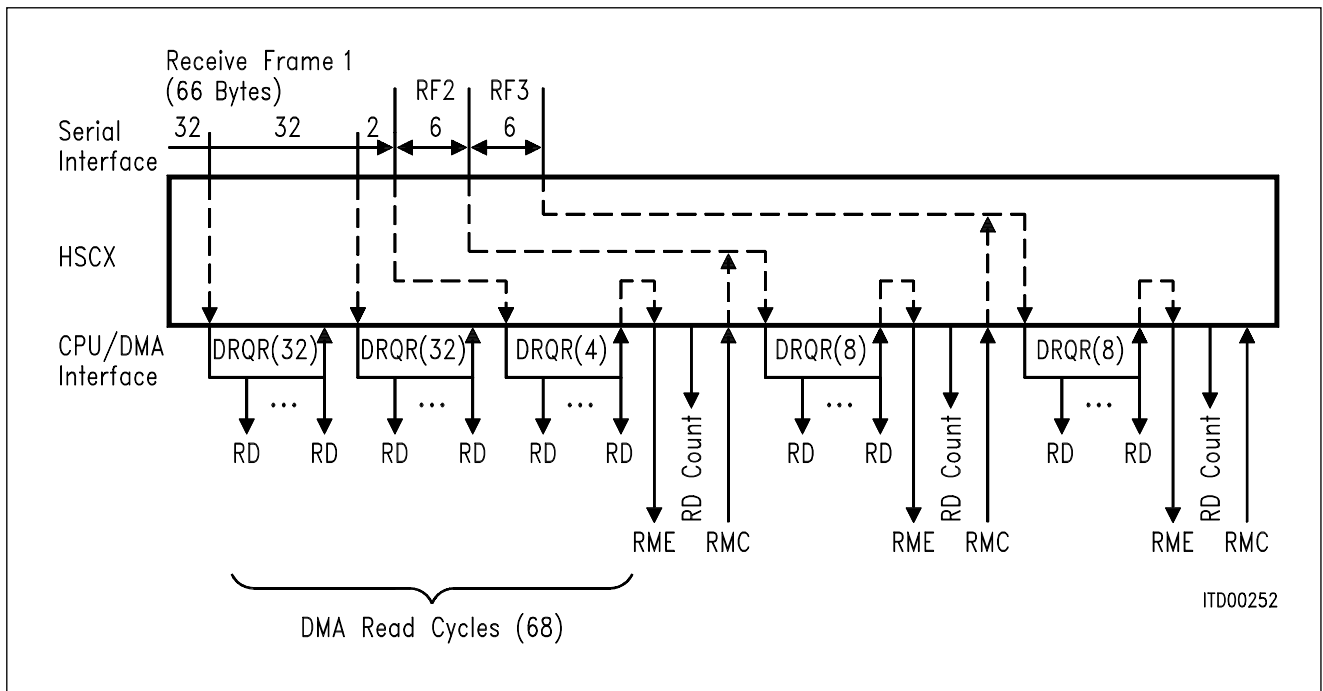 Receive Frame 1
(66 Bytes)
RF2 RF3
Serial
Interface
32 32 2 6 6
HSCX
CPU/DMA
Interface
DRQR(32) DRQR(32) DRQR(4) DRQR(8) DRQR(8)
... ... ... ... ...
RD RD RD RD RD RD RD RD RD RD
RD Count RD Count RD Count
RME RMC RME RMC RME RMC
DMA Read Cycles (68)
ITD00252